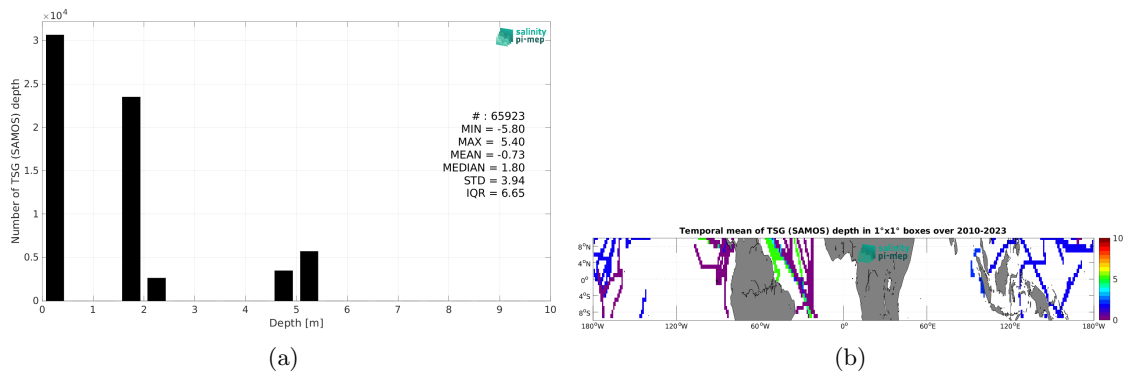 ×10⁴
3
2.5
2
1.5
1
0.5
0
0 1 2 3 4 5 6 7 8 9 10
Number of TSG (SAMOS) depth
Depth [m]
salinity
pi-mep
# : 65923
MIN = -5.80
MAX = 5.40
MEAN = -0.73
MEDIAN = 1.80
STD = 3.94
IQR = 6.65
(a)
Temporal mean of TSG (SAMOS) depth in 1°x1° boxes over 2010-2023
salinity
pi-mep
8°N
4°N
0°
4°S
8°S
180°W 120°W 60°W 0° 60°E 120°E 180°W
10
5
0
(b)